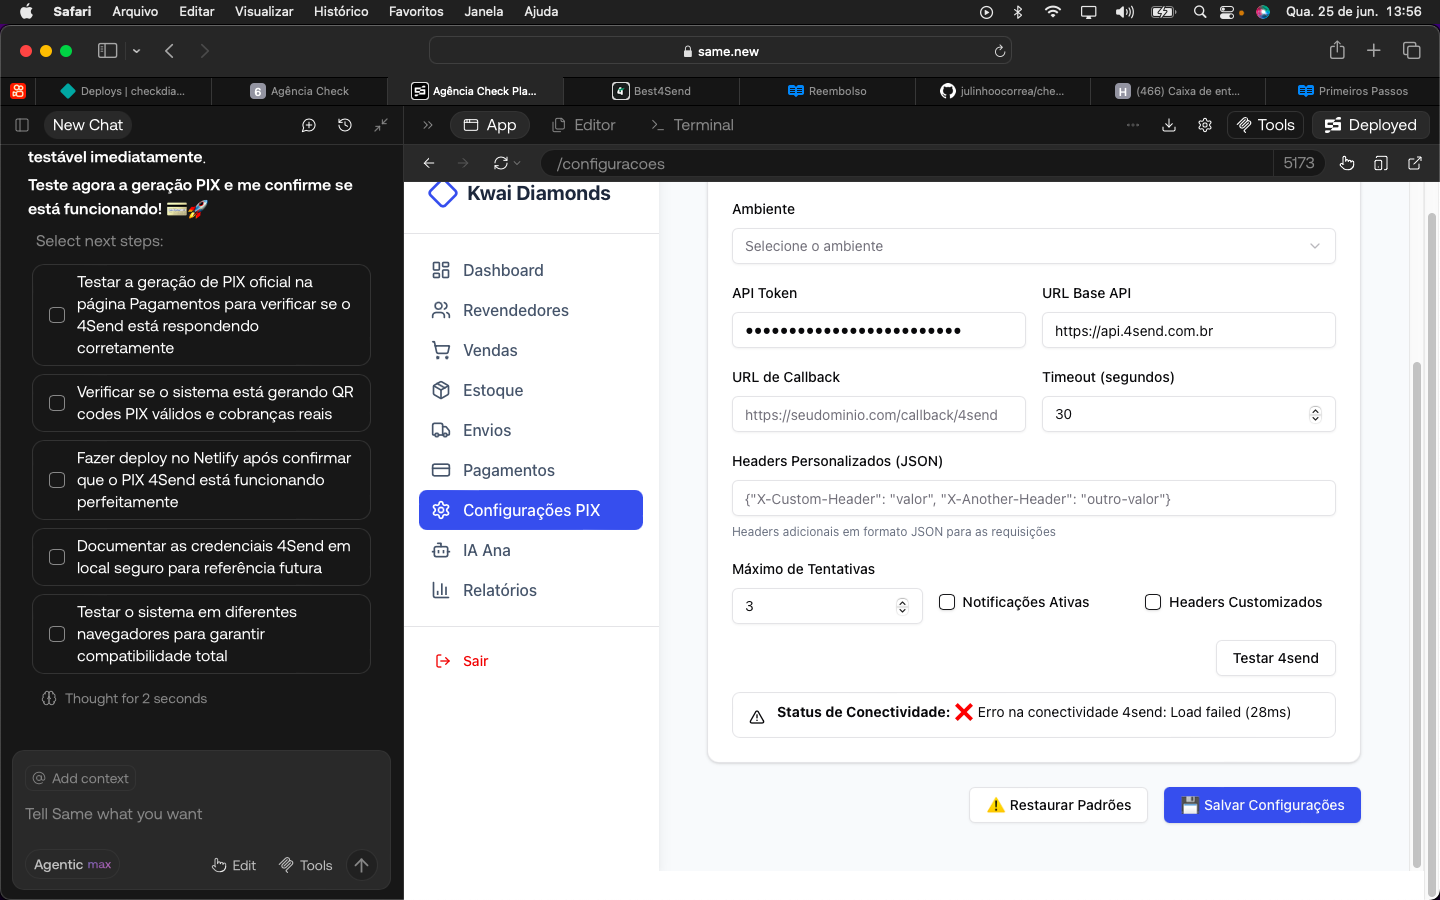 Safari Arquivo Editar Visualizar Histórico Favoritos Janela Ajuda Qua. 25 de jun. 13:56
same.new
Deploys | checkdia...
6 Agência Check
Agência Check Pla...
4 Best4Send
Reembolso
julinhoocorrea/che...
H (466) Caixa de ent...
Primeiros Passos
New Chat
App Editor Terminal Tools Deployed
/configuracoes 5173
testável imediatamente.
Teste agora a geração PIX e me confirme se
está funcionando! 💳🚀
Select next steps:
Testar a geração de PIX oficial na
página Pagamentos para verificar se o
4Send está respondendo
corretamente
Verificar se o sistema está gerando QR
codes PIX válidos e cobranças reais
Fazer deploy no Netlify após confirmar
que o PIX 4Send está funcionando
perfeitamente
Documentar as credenciais 4Send em
local seguro para referência futura
Testar o sistema em diferentes
navegadores para garantir
compatibilidade total
Thought for 2 seconds
@ Add context
Tell Same what you want
Agentic max Edit Tools
Kwai Diamonds
Dashboard
Revendedores
Vendas
Estoque
Envios
Pagamentos
Configurações PIX
IA Ana
Relatórios
Sair
Ambiente
Selecione o ambiente
API Token URL Base API
•••••••••••••••••••••••••
https://api.4send.com.br
URL de Callback Timeout (segundos)
https://seudominio.com/callback/4send 30
Headers Personalizados (JSON)
{"X-Custom-Header": "valor", "X-Another-Header": "outro-valor"}
Headers adicionais em formato JSON para as requisições
Máximo de Tentativas
3 Notificações Ativas Headers Customizados
Testar 4send
Status de Conectividade: ❌ Erro na conectividade 4send: Load failed (28ms)
⚠️ Restaurar Padrões 💾 Salvar Configurações